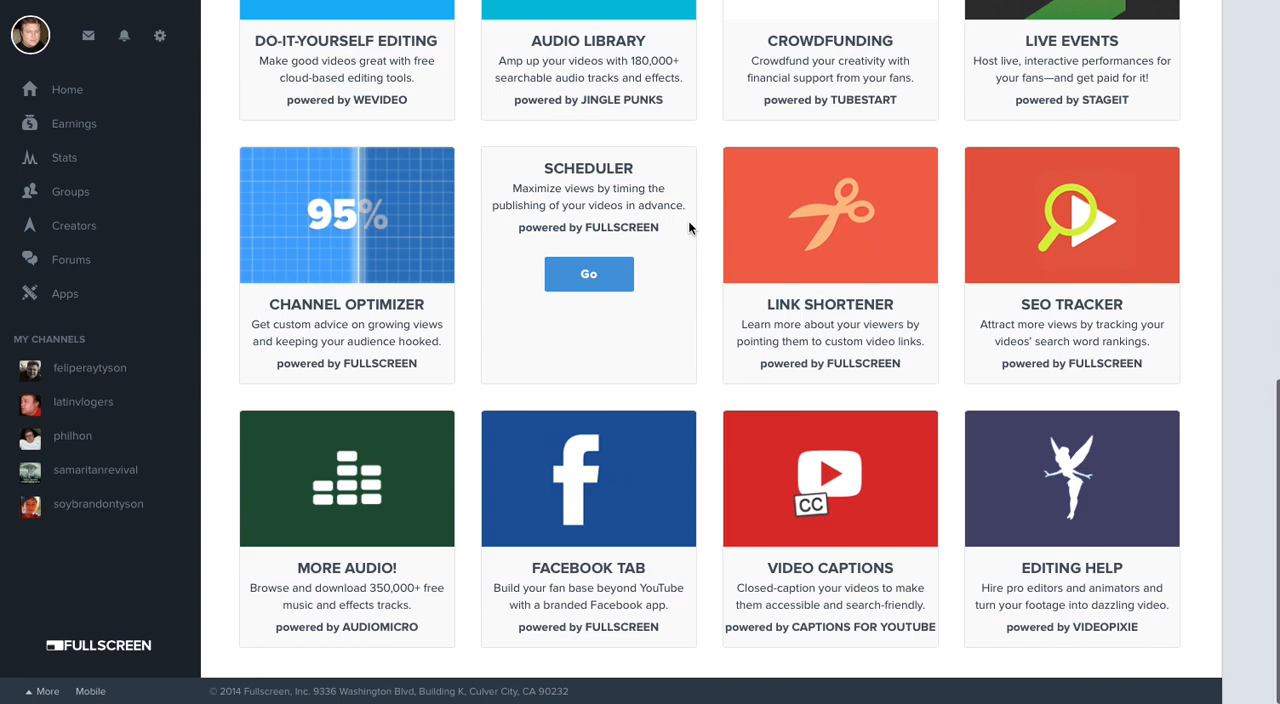 Home
Earnings
Stats
Groups
Creators
Forums
Apps
MY CHANNELS
feliperaytyson
latinvlogers
philhon
samaritanrevival
soybrandontyson
FULLSCREEN
DO-IT-YOURSELF EDITING
Make good videos great with free
cloud-based editing tools.
powered by WEVIDEO
AUDIO LIBRARY
Amp up your videos with 180,000+
searchable audio tracks and effects.
powered by JINGLE PUNKS
CROWDFUNDING
Crowdfund your creativity with
financial support from your fans.
powered by TUBESTART
LIVE EVENTS
Host live, interactive performances for
your fans—and get paid for it!
powered by STAGEIT
95%
CHANNEL OPTIMIZER
Get custom advice on growing views
and keeping your audience hooked.
powered by FULLSCREEN
SCHEDULER
Maximize views by timing the
publishing of your videos in advance.
powered by FULLSCREEN
Go
LINK SHORTENER
Learn more about your viewers by
pointing them to custom video links.
powered by FULLSCREEN
SEO TRACKER
Attract more views by tracking your
videos' search word rankings.
powered by FULLSCREEN
MORE AUDIO!
Browse and download 350,000+ free
music and effects tracks.
powered by AUDIOMICRO
f
FACEBOOK TAB
Build your fan base beyond YouTube
with a branded Facebook app.
powered by FULLSCREEN
CC
VIDEO CAPTIONS
Closed-caption your videos to make
them accessible and search-friendly.
powered by CAPTIONS FOR YOUTUBE
EDITING HELP
Hire pro editors and animators and
turn your footage into dazzling video.
powered by VIDEOPIXIE
More
Mobile
© 2014 Fullscreen, Inc. 9336 Washington Blvd, Building K, Culver City, CA 90232